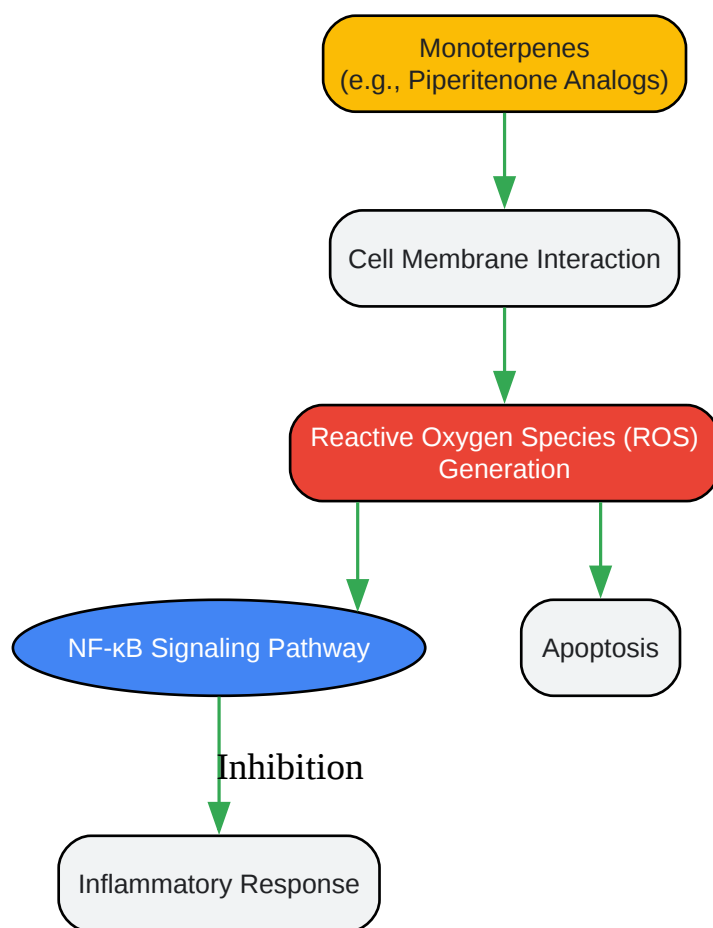 Monoterpenes
(e.g., Piperitenone Analogs)
Cell Membrane Interaction
Reactive Oxygen Species (ROS)
Generation
NF-κB Signaling Pathway
Apoptosis
Inhibition
Inflammatory Response